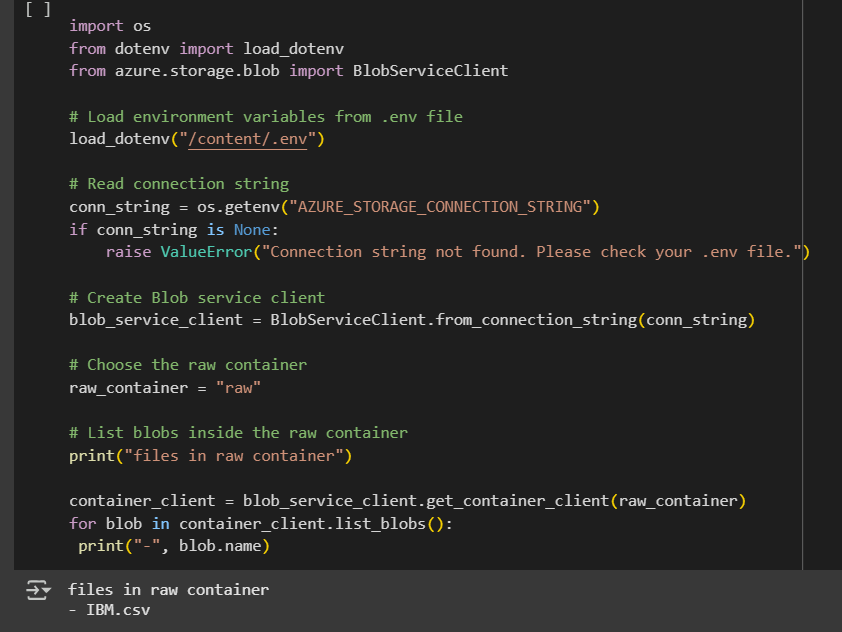 [ ]
import os
from dotenv import load_dotenv
from azure.storage.blob import BlobServiceClient
# Load environment variables from .env file
load_dotenv("/content/.env")
# Read connection string
conn_string = os.getenv("AZURE_STORAGE_CONNECTION_STRING")
if conn_string is None:
    raise ValueError("Connection string not found. Please check your .env file.")
# Create Blob service client
blob_service_client = BlobServiceClient.from_connection_string(conn_string)
# Choose the raw container
raw_container = "raw"
# List blobs inside the raw container
print("files in raw container")
container_client = blob_service_client.get_container_client(raw_container)
for blob in container_client.list_blobs():
 print("-", blob.name)
files in raw container
- IBM.csv